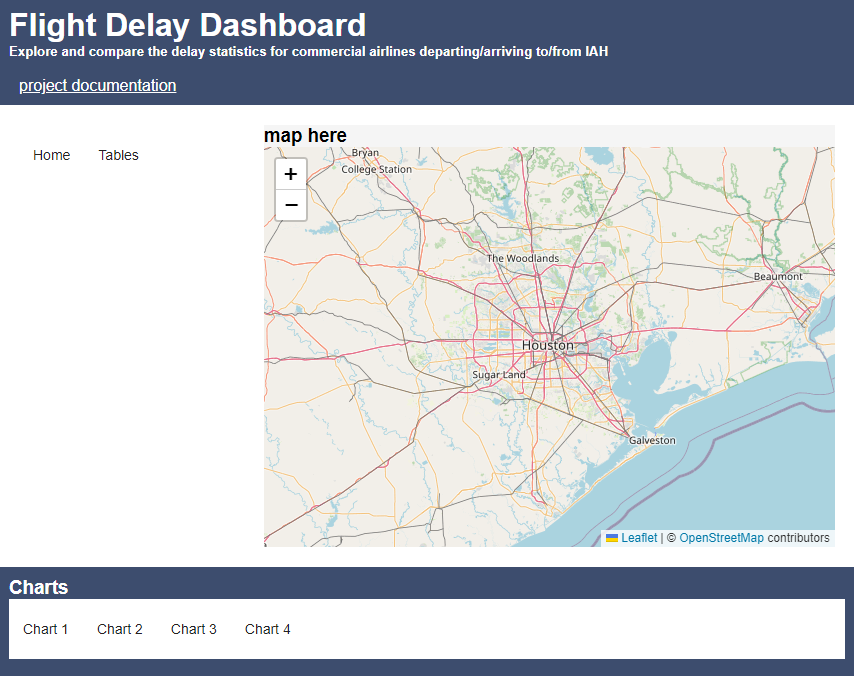 Flight Delay Dashboard
Explore and compare the delay statistics for commercial airlines departing/arriving to/from IAH
project documentation
Home Tables
map here
+
−
Bryan
College Station
The Woodlands
Beaumont
Houston
Sugar Land
Galveston
Leaflet | © OpenStreetMap contributors
Charts
Chart 1 Chart 2 Chart 3 Chart 4